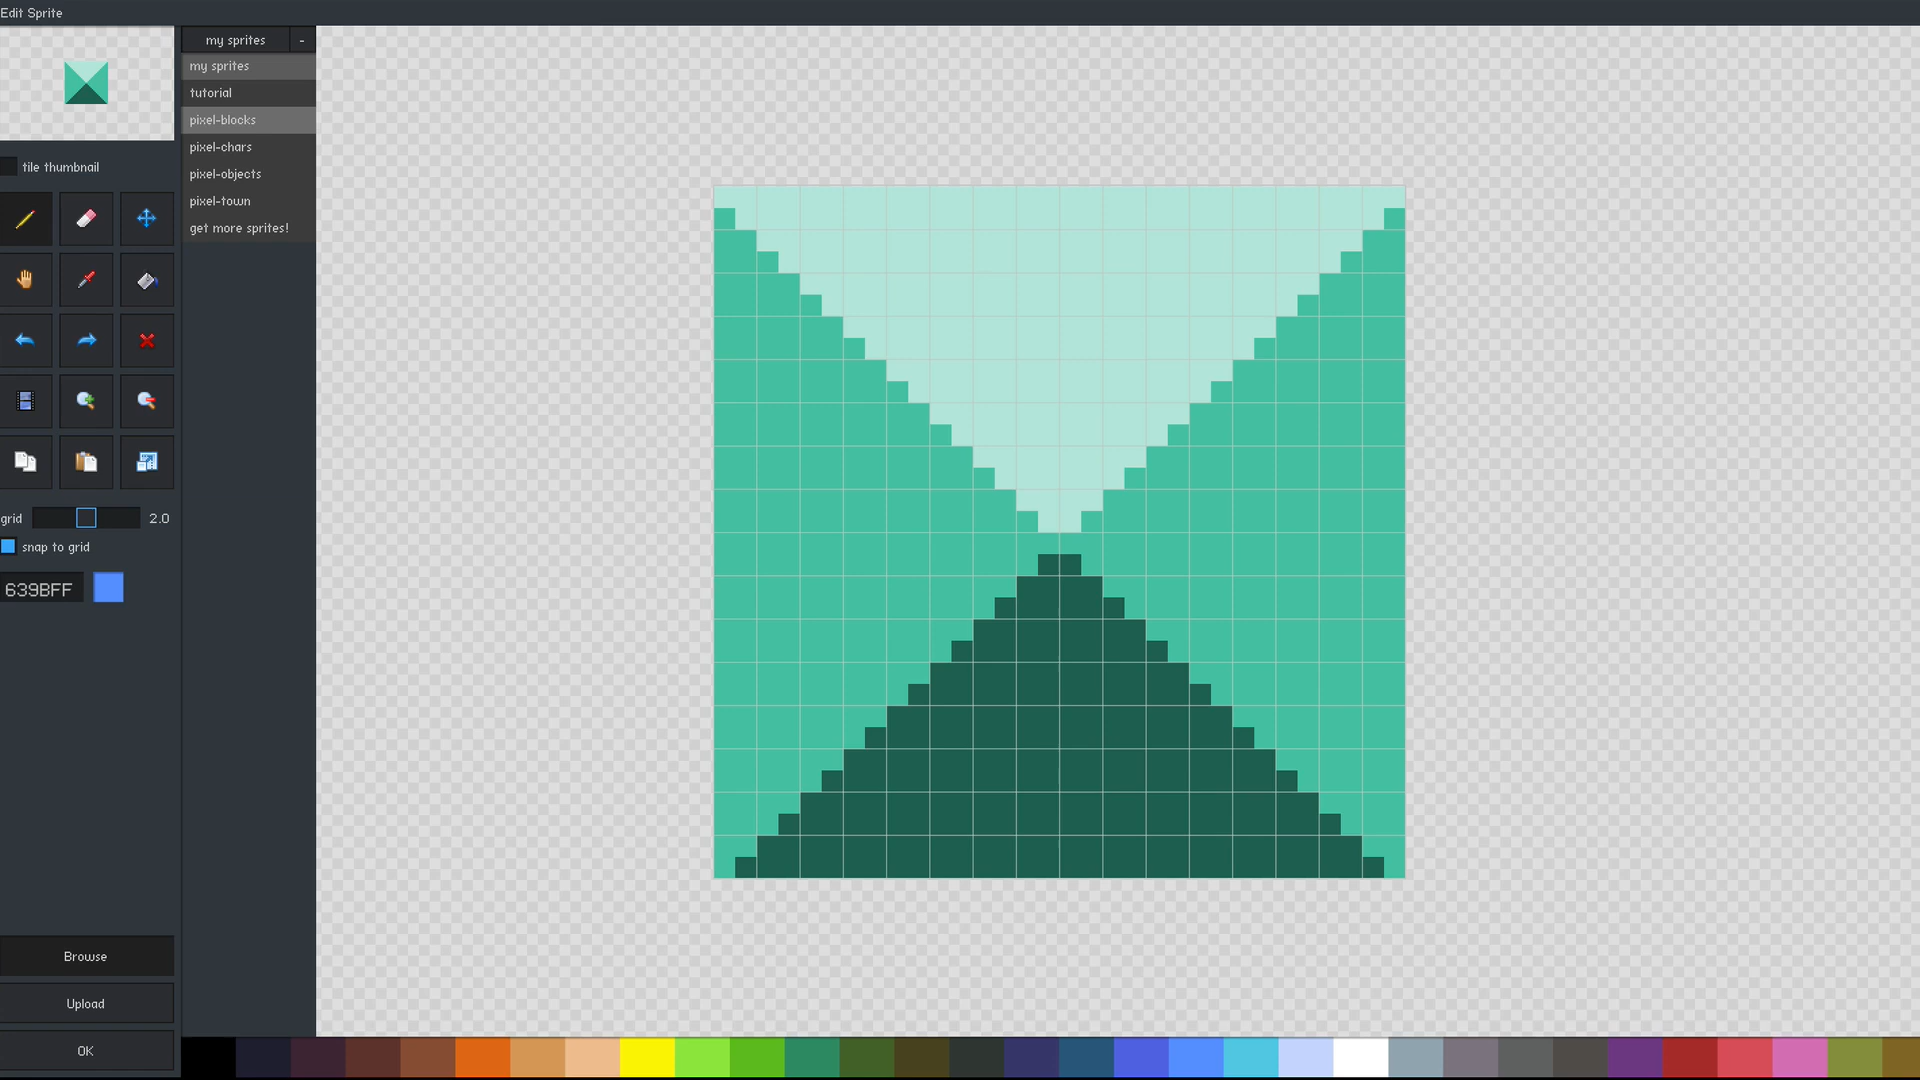 Edit Sprite
my sprites -
my sprites
tutorial
pixel-blocks
pixel-chars
pixel-objects
pixel-town
get more sprites!
tile thumbnail
grid 2.0
snap to grid
639BFF
Browse
Upload
OK